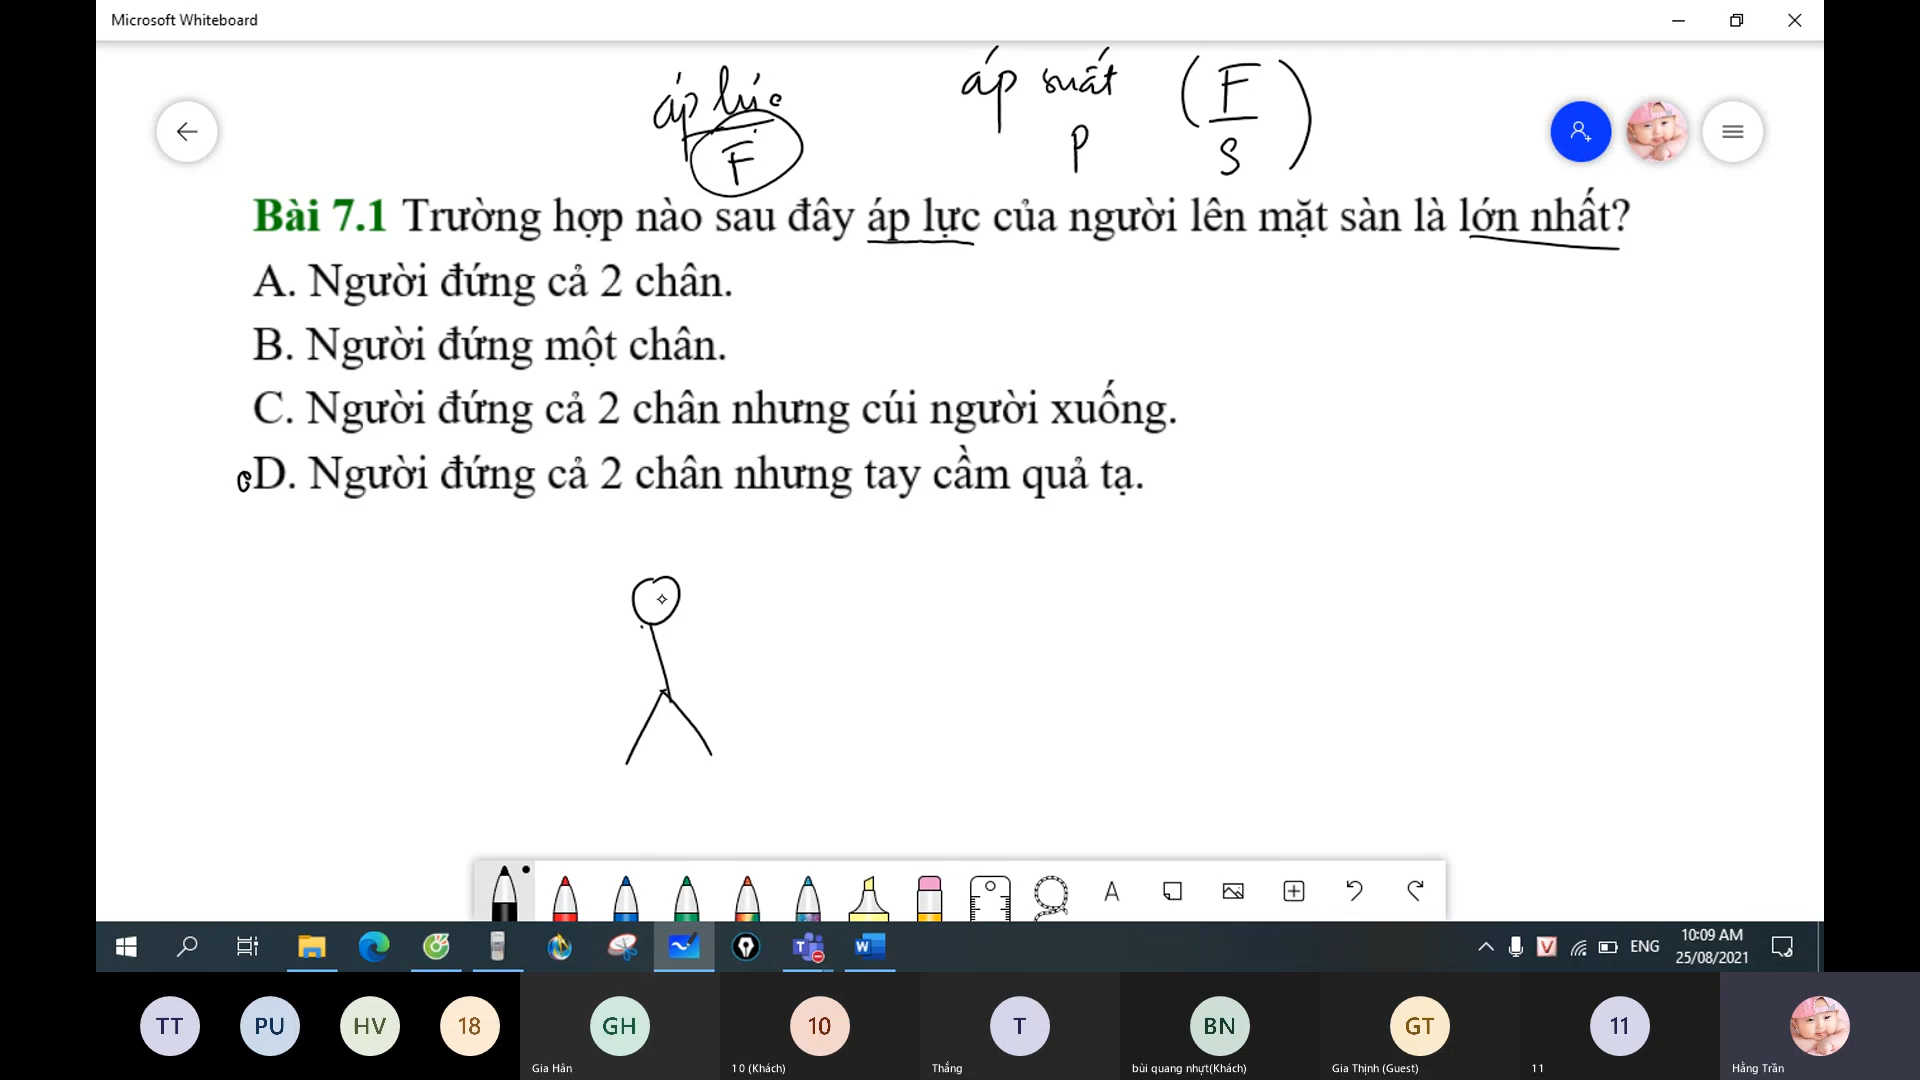 Microsoft Whiteboard
áp lực
F
áp suất
p
(F/S)
Bài 7.1 Trường hợp nào sau đây áp lực của người lên mặt sàn là lớn nhất?
A. Người đứng cả 2 chân.
B. Người đứng một chân.
C. Người đứng cả 2 chân nhưng cúi người xuống.
D. Người đứng cả 2 chân nhưng tay cầm quả tạ.
A
ENG
10:09 AM
25/08/2021
TT
PU
HV
18
GH
10
T
BN
GT
11
Gia Hân
10 (Khách)
Thắng
bùi quang nhựt(Khách)
Gia Thịnh (Guest)
11
Hằng Trần